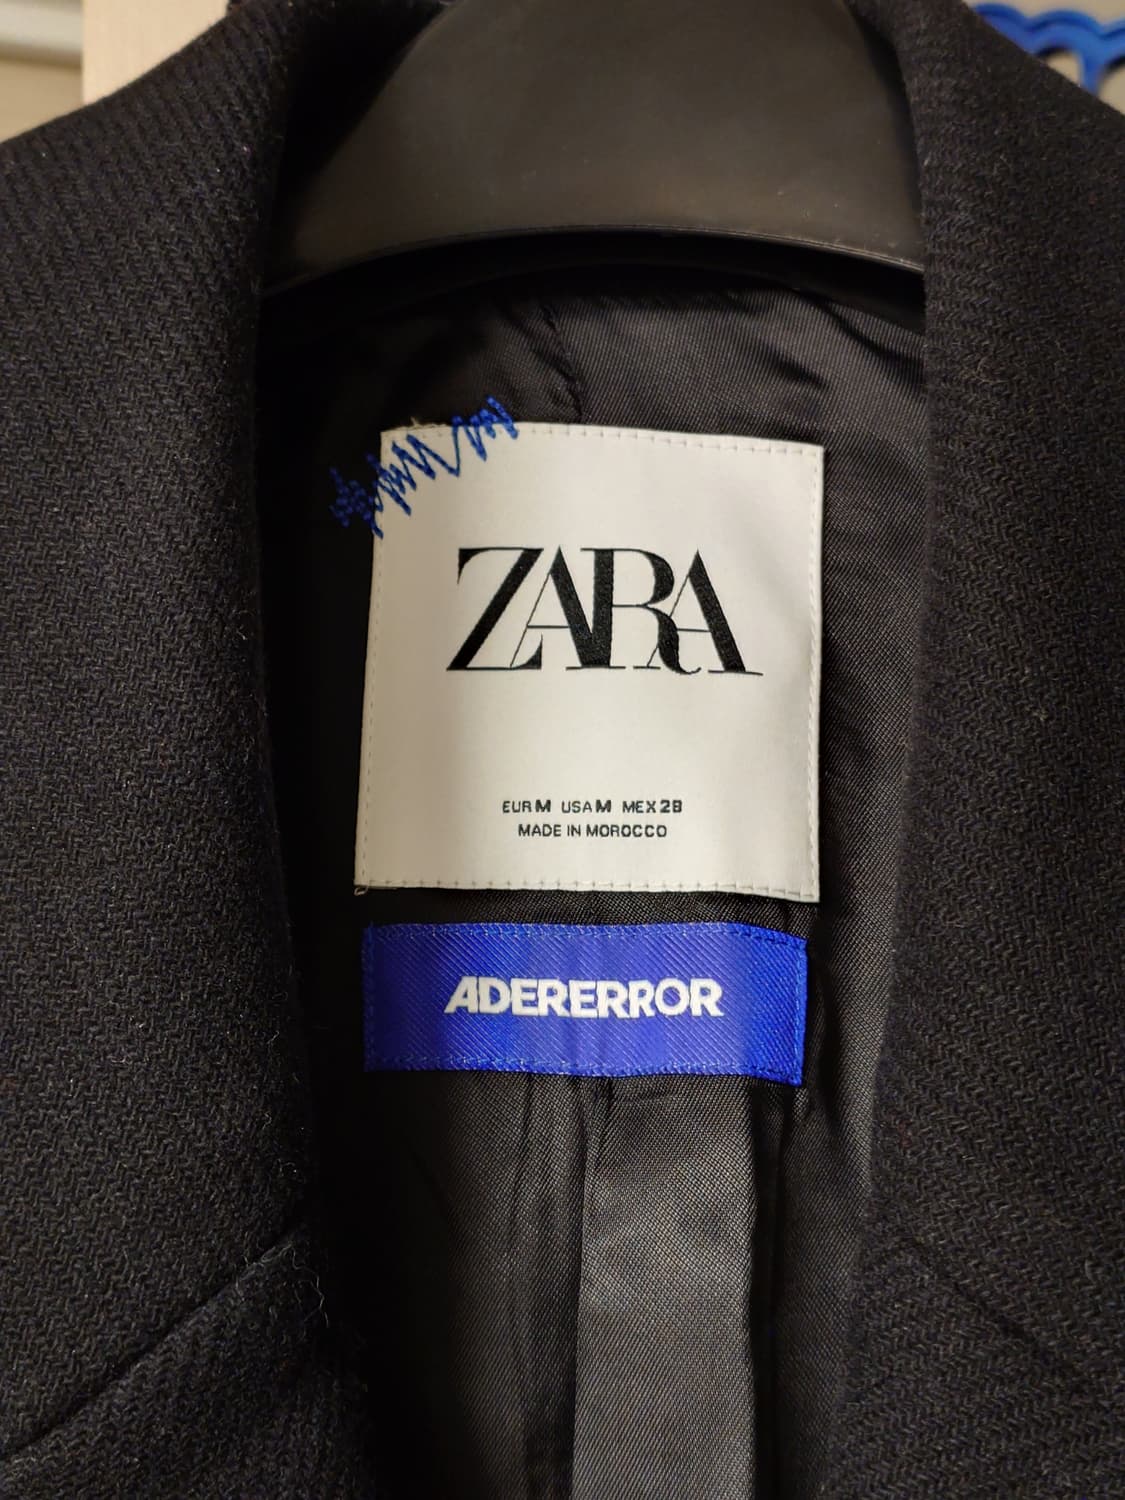 ZARA
EUR M USA M MEX 28
MADE IN MOROCCO
ADERERROR